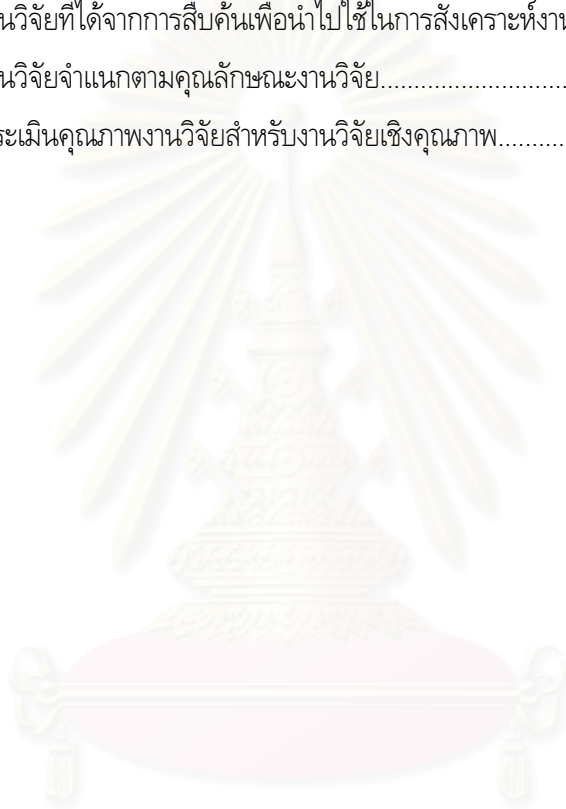 นวิจัยที่ได้จากการสืบค้นเพื่อนำไปใช้ในการสังเคราะห์งาน
นวิจัยจำแนกตามคุณลักษณะงานวิจัย............................
ระเมินคุณภาพงานวิจัยสำหรับงานวิจัยเชิงคุณภาพ..........